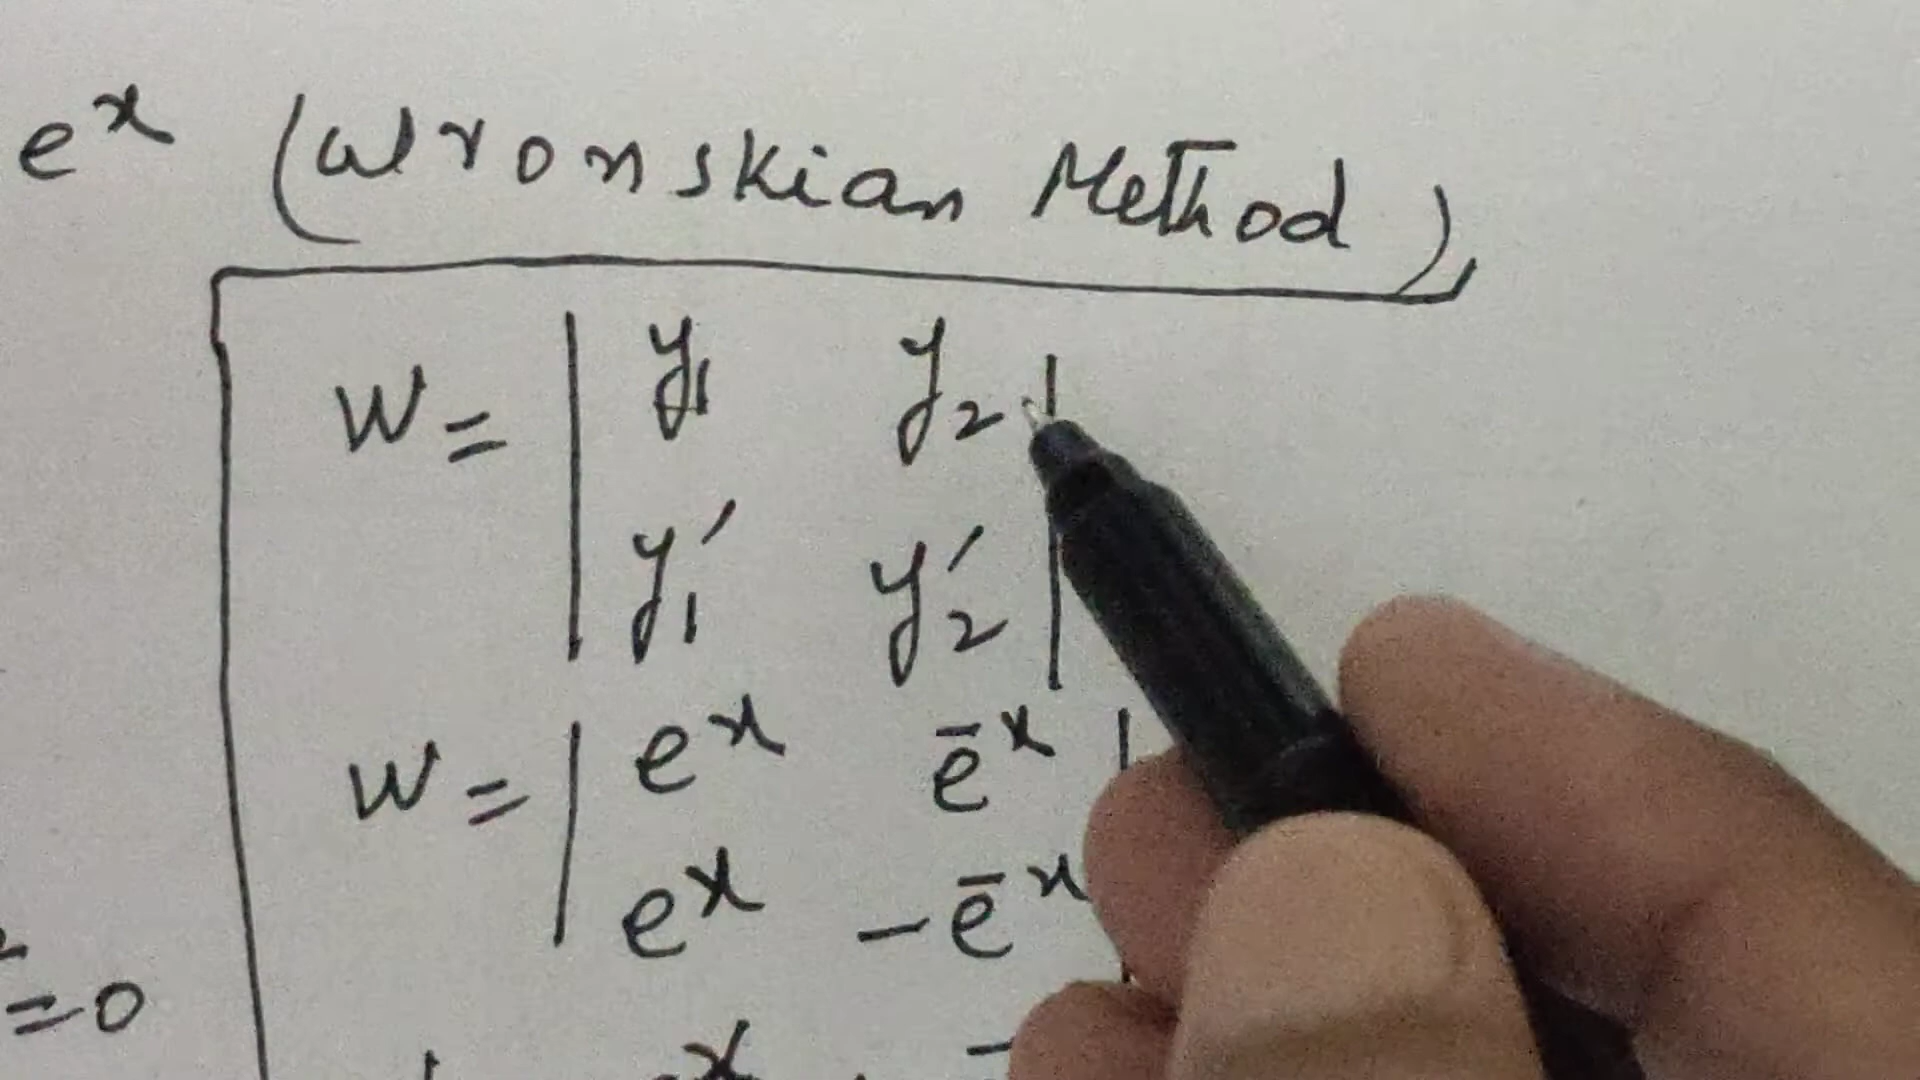 e^x (Wronskian Method)
W = | y₁ y₂ |
| y₁′ y₂′ |
W = | e^x e^-x |
| e^x -e^-x |
=0